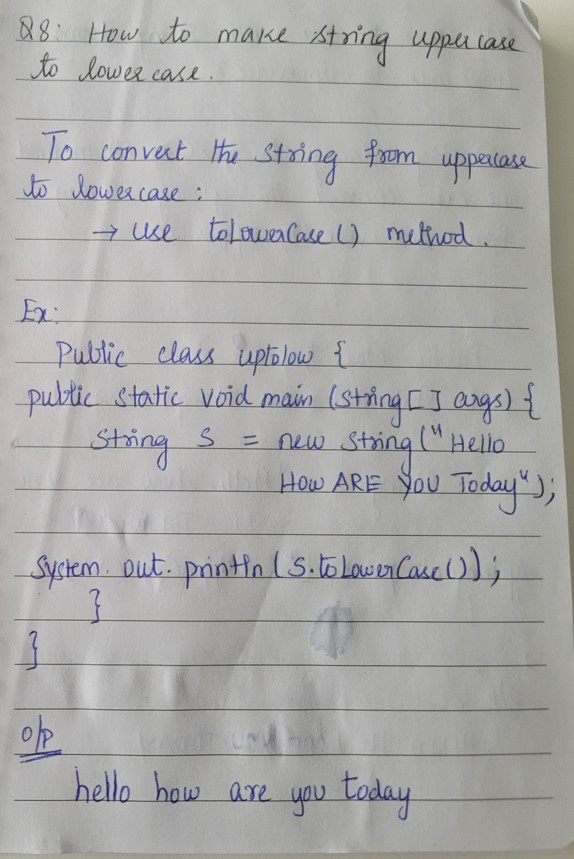 Q8: How to make string uppercase
to lowercase.
To convert the string from uppercase
to lowercase:
→ use toLowerCase() method.
Ex:
Public class uptolow {
public static void main (String[] args) {
String S = new String("Hello
HOW ARE YOU Today");
System.out.println(S.toLowerCase());
}
}
o/p
hello how are you today